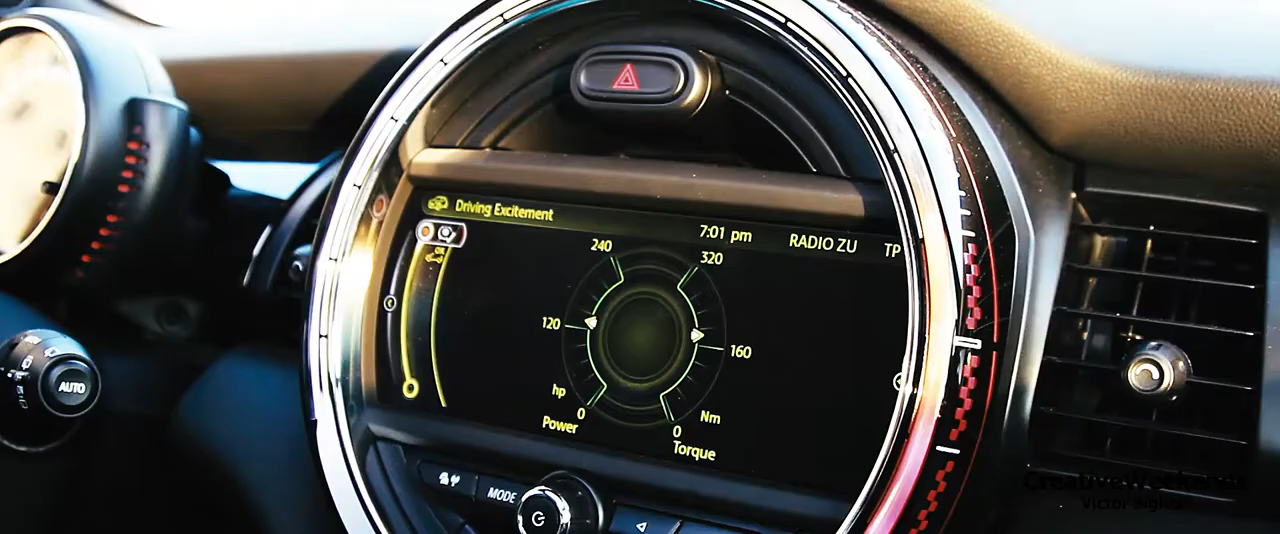 Driving Excitement
7:01 pm RADIO ZU TP
240 320
120 160
hp Nm
0 0
Power Torque
AUTO
MODE